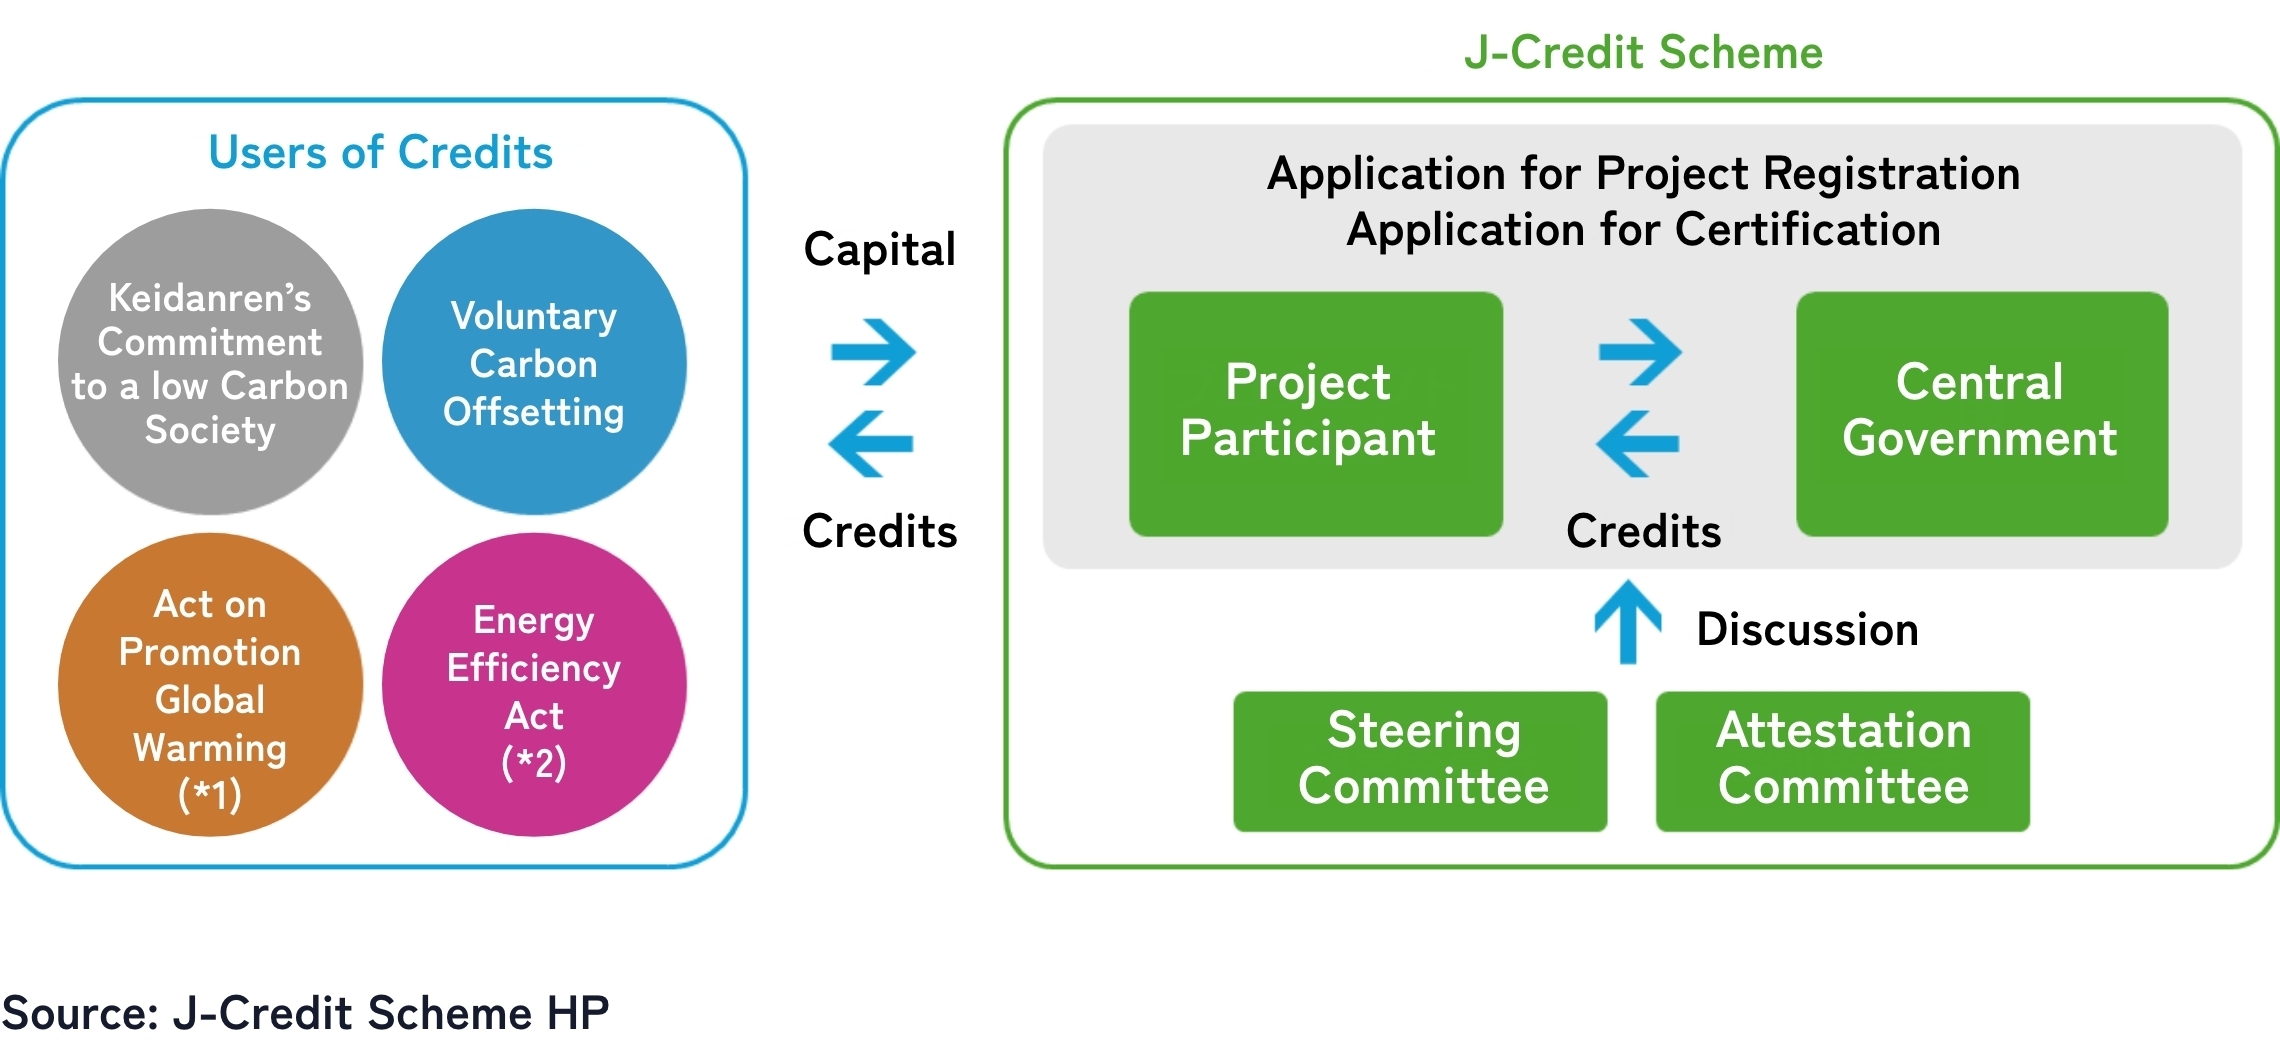 J-Credit Scheme
Users of Credits
Keidanren’s
Commitment
to a low Carbon
Society
Voluntary
Carbon
Offsetting
Act on
Promotion
Global
Warming
(*1)
Energy
Efficiency
Act
(*2)
Capital
Credits
Application for Project Registration
Application for Certification
Project
Participant
Credits
Central
Government
Discussion
Steering
Committee
Attestation
Committee
Source: J-Credit Scheme HP